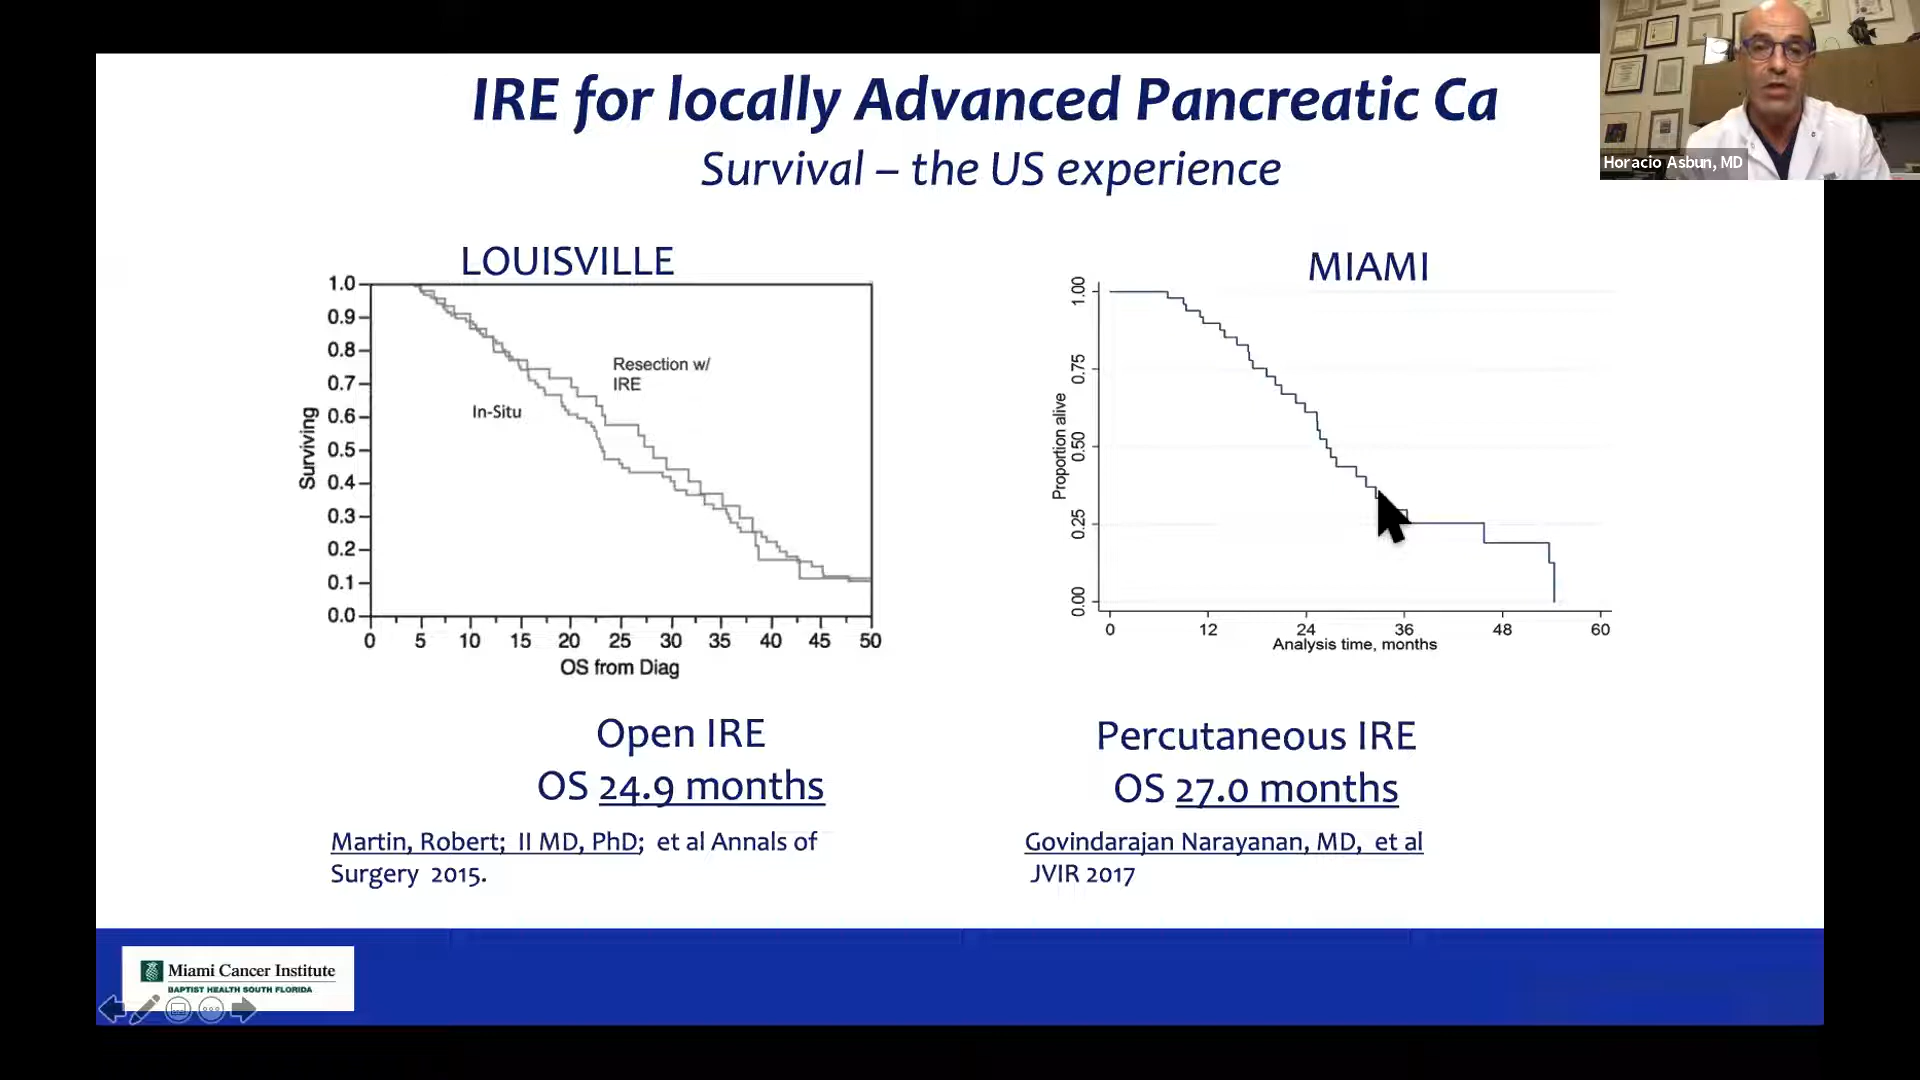 IRE for locally Advanced Pancreatic Ca
Survival – the US experience
Horacio Asbun, MD
LOUISVILLE
1.0
0.9
0.8
0.7
0.6
0.5
0.4
0.3
0.2
0.1
0.0
Surviving
Resection w/
IRE
In-Situ
0 5 10 15 20 25 30 35 40 45 50
OS from Diag
MIAMI
1.00
0.75
0.50
0.25
0.00
Proportion alive
0 12 24 36 48 60
Analysis time, months
Open IRE
OS 24.9 months
Martin, Robert; II MD, PhD; et al Annals of
Surgery 2015.
Percutaneous IRE
OS 27.0 months
Govindarajan Narayanan, MD, et al
JVIR 2017
Miami Cancer Institute
BAPTIST HEALTH SOUTH FLORIDA